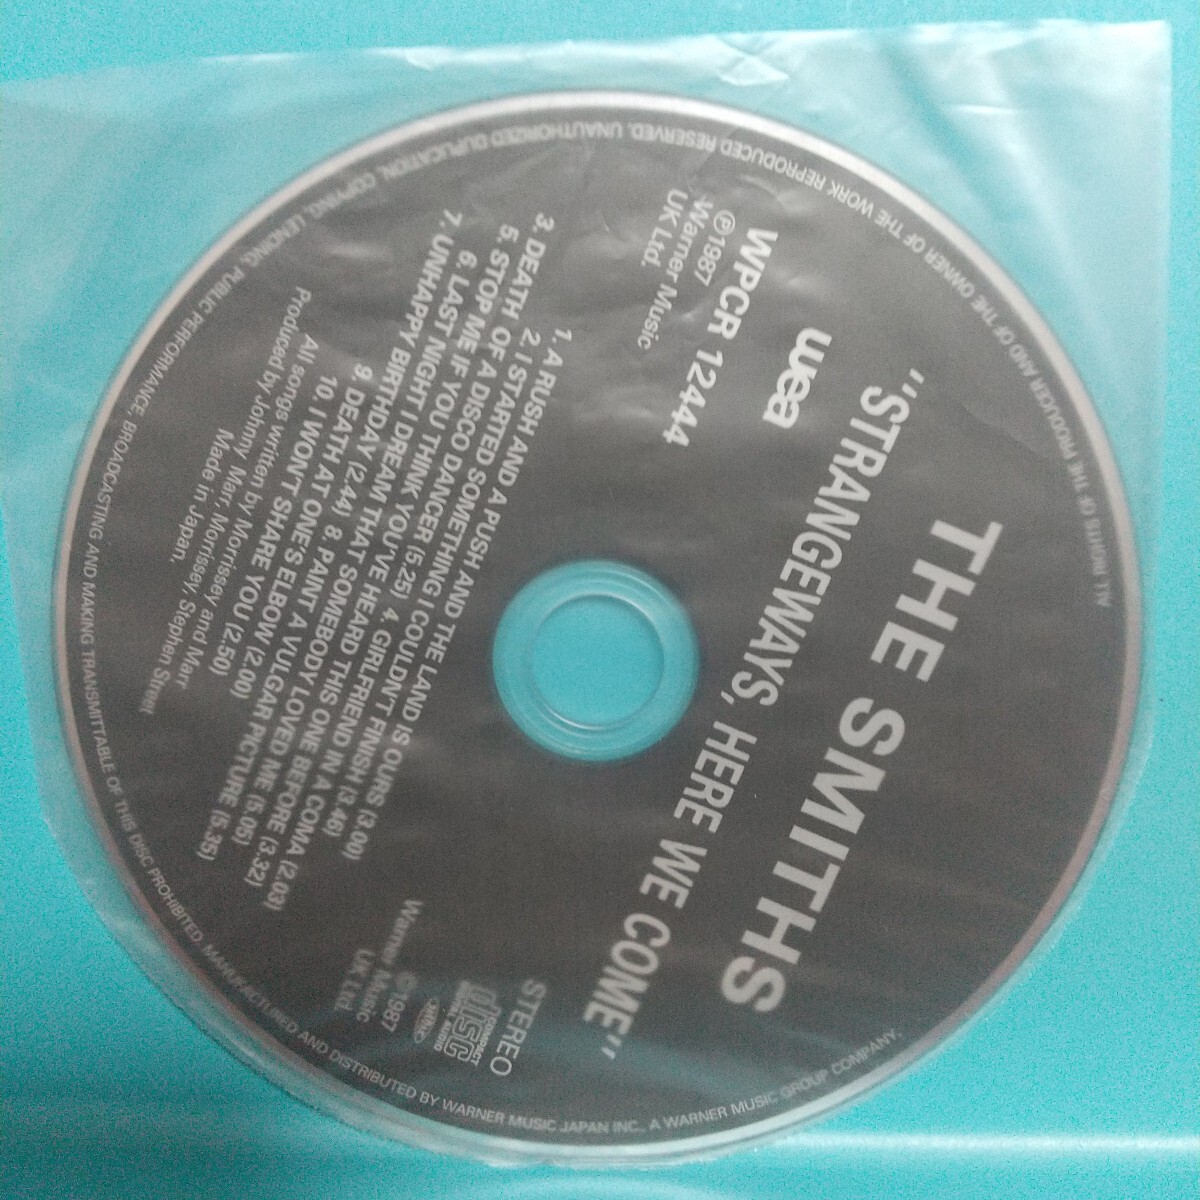 THE SMITHS
"STRANGEWAYS, HERE WE COME"
wea
WPCR 12444
℗1987
Warner Music
UK Ltd.
STEREO
COMPACT
disc
DIGITAL AUDIO
©1987
Warner Music
UK Ltd.
1. A RUSH AND A PUSH AND THE LAND IS OURS (3.00)
2. I STARTED SOMETHING I COULDN'T FINISH (3.46)
3. DEATH OF A DISCO DANCER (5.25) 4. GIRLFRIEND IN A COMA (2.03)
5. STOP ME IF YOU THINK YOU'VE HEARD THIS ONE BEFORE (3.32)
6. LAST NIGHT I DREAM THAT SOMEBODY LOVED ME (5.05)
7. UNHAPPY BIRTHDAY (2.44) 8. PAINT A VULGAR PICTURE (5.35)
9. DEATH AT ONE'S ELBOW (2.00)
10. I WON'T SHARE YOU (2.50)
All songs written by Morrissey and Marr
Produced by Johnny Marr, Morrissey, Stephen Street
Made in Japan.
ALL RIGHTS OF THE PRODUCER AND OF THE OWNER OF THE WORK REPRODUCED RESERVED. UNAUTHORIZED DUPLICATION, COPYING, LENDING, PUBLIC PERFORMANCE, BROADCASTING AND MAKING TRANSMITTABLE OF THIS DISC PROHIBITED. MANUFACTURED AND DISTRIBUTED BY WARNER MUSIC JAPAN INC., A WARNER MUSIC GROUP COMPANY.